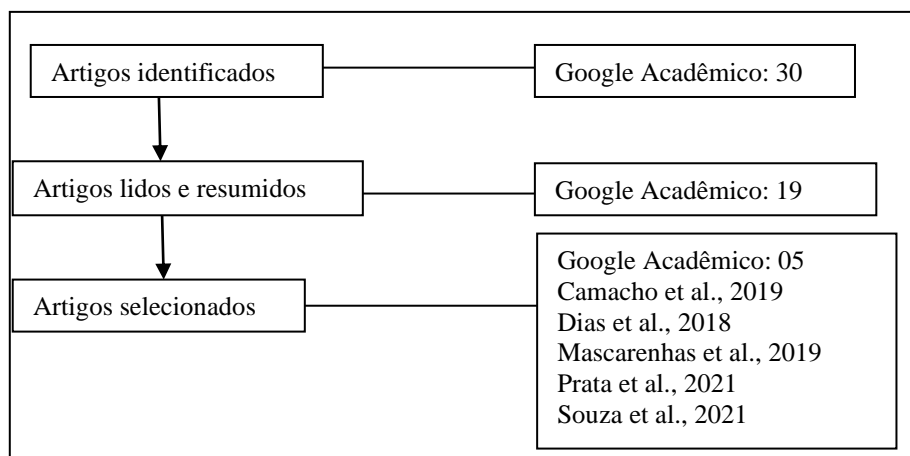 Artigos identificados
Google Acadêmico: 30
Artigos lidos e resumidos
Google Acadêmico: 19
Artigos selecionados
Google Acadêmico: 05
Camacho et al., 2019
Dias et al., 2018
Mascarenhas et al., 2019
Prata et al., 2021
Souza et al., 2021